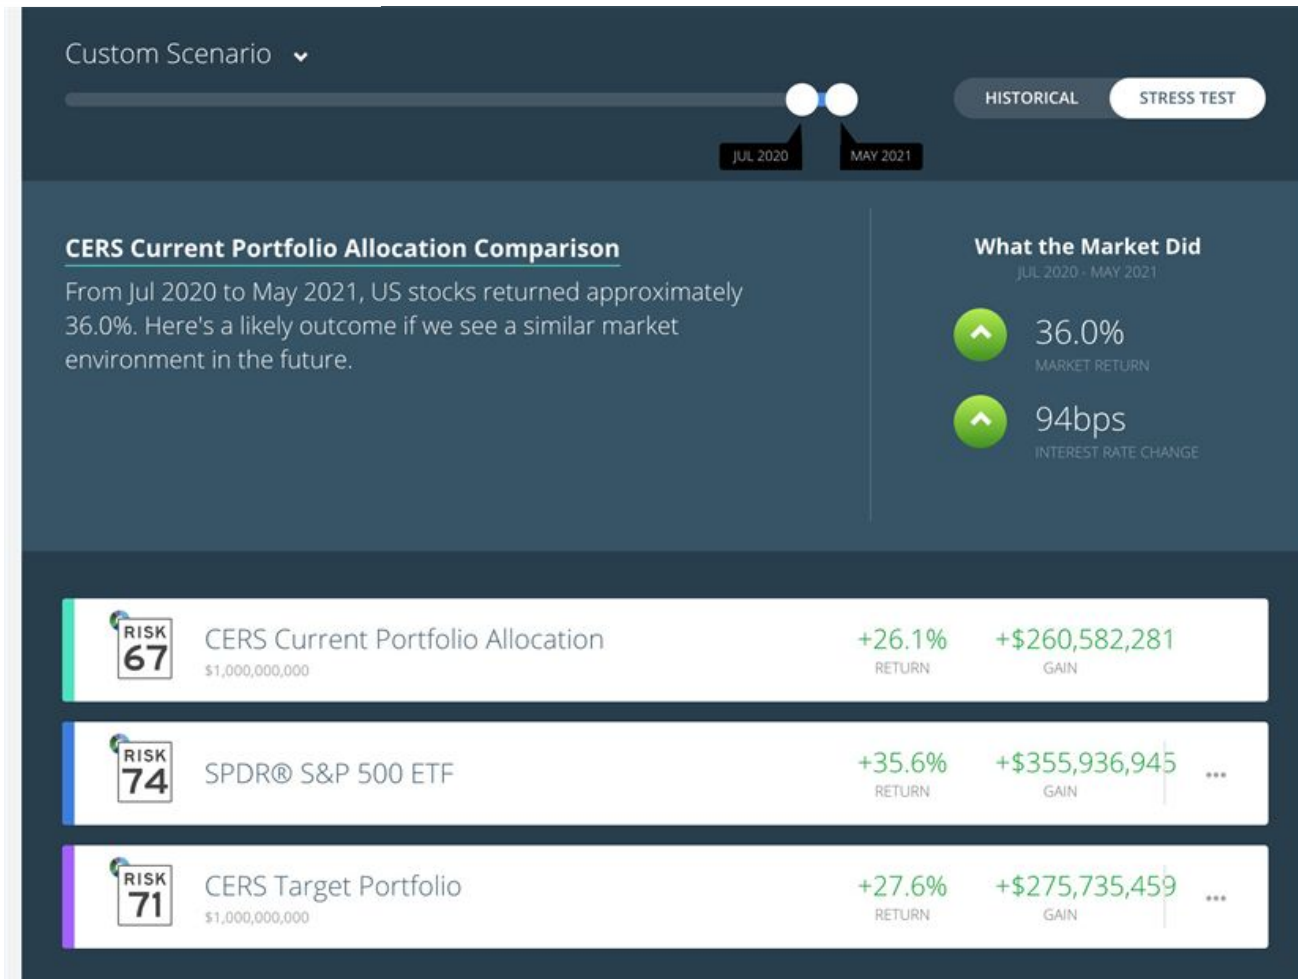 Custom Scenario
HISTORICAL
STRESS TEST
JUL 2020
MAY 2021
CERS Current Portfolio Allocation Comparison
From Jul 2020 to May 2021, US stocks returned approximately
36.0%. Here's a likely outcome if we see a similar market
environment in the future.
What the Market Did
JUL 2020 - MAY 2021
36.0%
MARKET RETURN
94bps
INTEREST RATE CHANGE
RISK
67
CERS Current Portfolio Allocation
$1,000,000,000
+26.1%
RETURN
+$260,582,281
GAIN
RISK
74
SPDR® S&P 500 ETF
+35.6%
RETURN
+$355,936,945
GAIN
RISK
71
CERS Target Portfolio
$1,000,000,000
+27.6%
RETURN
+$275,735,459
GAIN